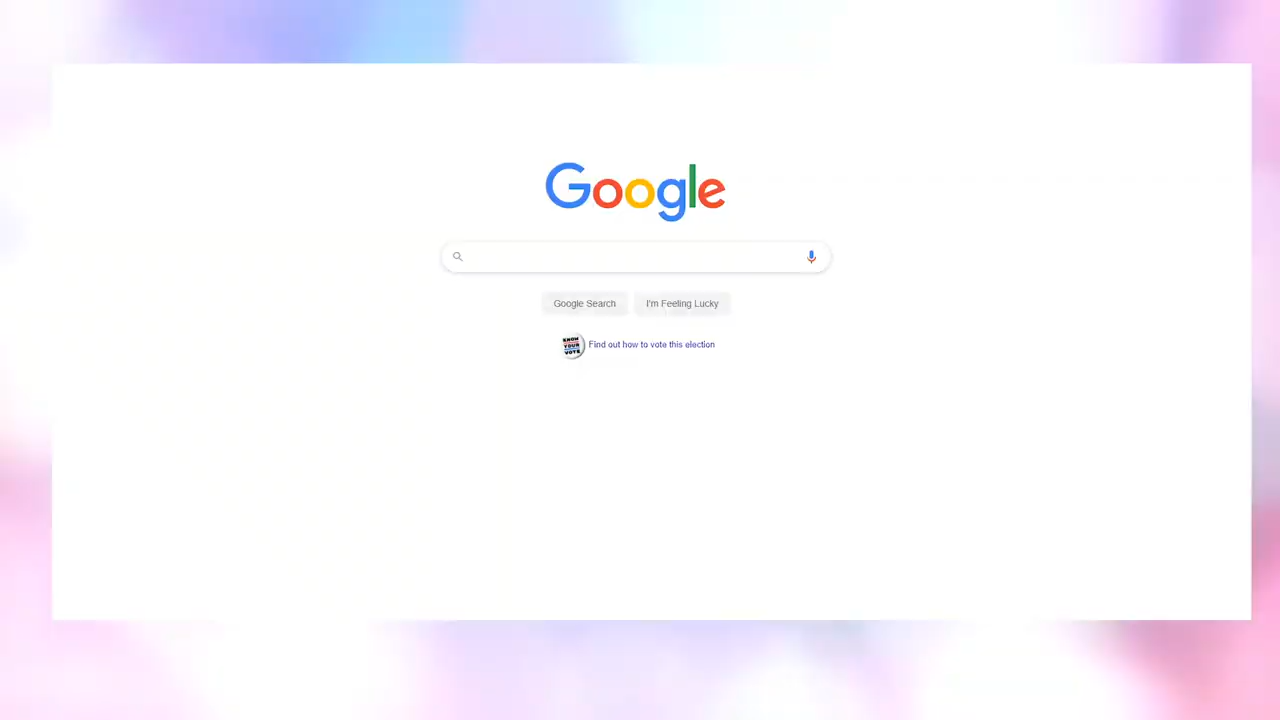 Google
Google Search I'm Feeling Lucky
KNOW
YOUR
VOTE
Find out how to vote this election